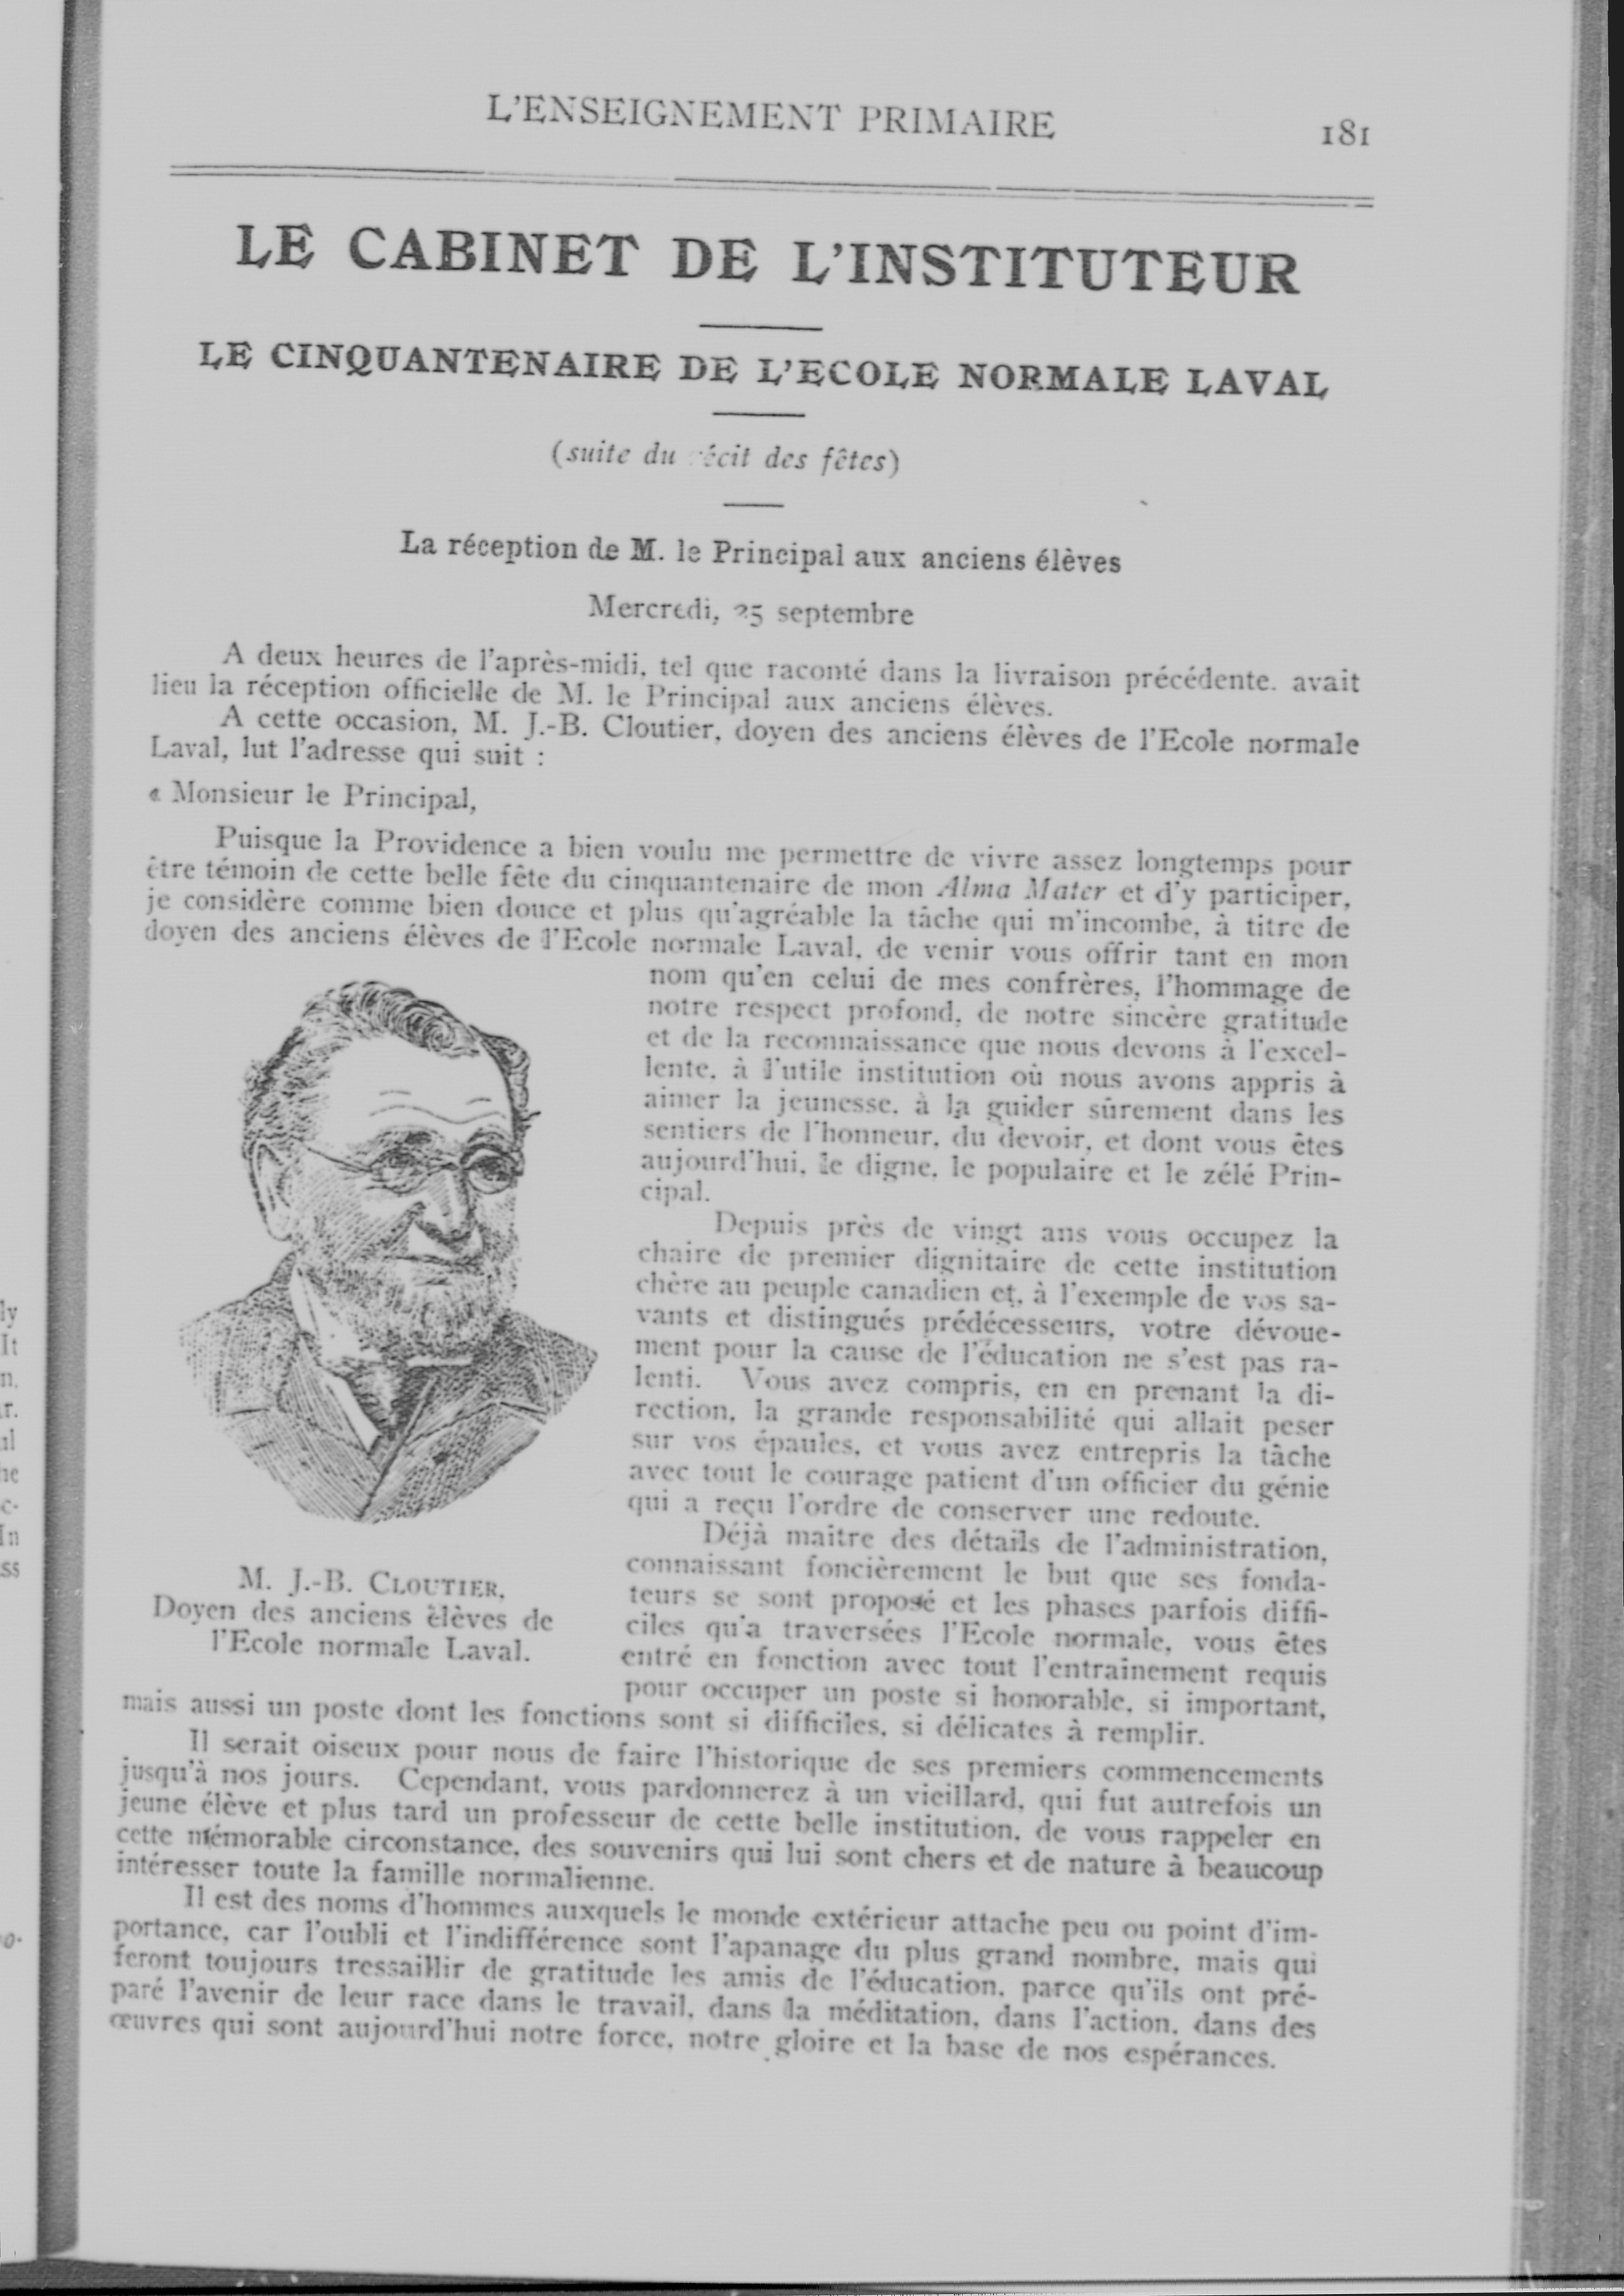 L'ENSEIGNEMENT PRIMAIRE 181
LE CABINET DE L'INSTITUTEUR
LE CINQUANTENAIRE DE L'ECOLE NORMALE LAVAL
(suite du récit des fêtes)
La réception de M. le Principal aux anciens élèves
Mercredi, 25 septembre
A deux heures de l'après-midi, tel que raconté dans la livraison précédente. avait
lieu la réception officielle de M. le Principal aux anciens élèves.
A cette occasion, M. J.-B. Cloutier, doyen des anciens élèves de l'Ecole normale
Laval, lut l'adresse qui suit :
« Monsieur le Principal,
Puisque la Providence a bien voulu me permettre de vivre assez longtemps pour
être témoin de cette belle fête du cinquantenaire de mon Alma Mater et d'y participer,
je considère comme bien douce et plus qu'agréable la tâche qui m'incombe, à titre de
doyen des anciens élèves de l'Ecole normale Laval, de venir vous offrir tant en mon
nom qu'en celui de mes confrères, l'hommage de
notre respect profond, de notre sincère gratitude
et de la reconnaissance que nous devons à l'excel-
lente, à l'utile institution où nous avons appris à
aimer la jeunesse, à la guider sûrement dans les
sentiers de l'honneur, du devoir, et dont vous êtes
aujourd'hui, le digne, le populaire et le zélé Prin-
cipal.
Depuis près de vingt ans vous occupez la
chaire de premier dignitaire de cette institution
chère au peuple canadien et, à l'exemple de vos sa-
vants et distingués prédécesseurs, votre dévoue-
ment pour la cause de l'éducation ne s'est pas ra-
lenti. Vous avez compris, en en prenant la di-
rection, la grande responsabilité qui allait peser
sur vos épaules, et vous avez entrepris la tâche
avec tout le courage patient d'un officier du génie
qui a reçu l'ordre de conserver une redoute.
Déjà maître des détails de l'administration,
connaissant foncièrement le but que ses fonda-
teurs se sont proposé et les phases parfois diffi-
ciles qu'a traversées l'Ecole normale, vous êtes
entré en fonction avec tout l'entraînement requis
pour occuper un poste si honorable, si important,
M. J.-B. CLOUTIER,
Doyen des anciens élèves de
l'Ecole normale Laval.
mais aussi un poste dont les fonctions sont si difficiles, si délicates à remplir.
Il serait oiseux pour nous de faire l'historique de ses premiers commencements
jusqu'à nos jours. Cependant, vous pardonnerez à un vieillard, qui fut autrefois un
jeune élève et plus tard un professeur de cette belle institution, de vous rappeler en
cette mémorable circonstance, des souvenirs qui lui sont chers et de nature à beaucoup
intéresser toute la famille normalienne.
Il est des noms d'hommes auxquels le monde extérieur attache peu ou point d'im-
portance, car l'oubli et l'indifférence sont l'apanage du plus grand nombre, mais qui
feront toujours tressaillir de gratitude les amis de l'éducation, parce qu'ils ont pré-
paré l'avenir de leur race dans le travail, dans la méditation, dans l'action, dans des
œuvres qui sont aujourd'hui notre force, notre gloire et la base de nos espérances.